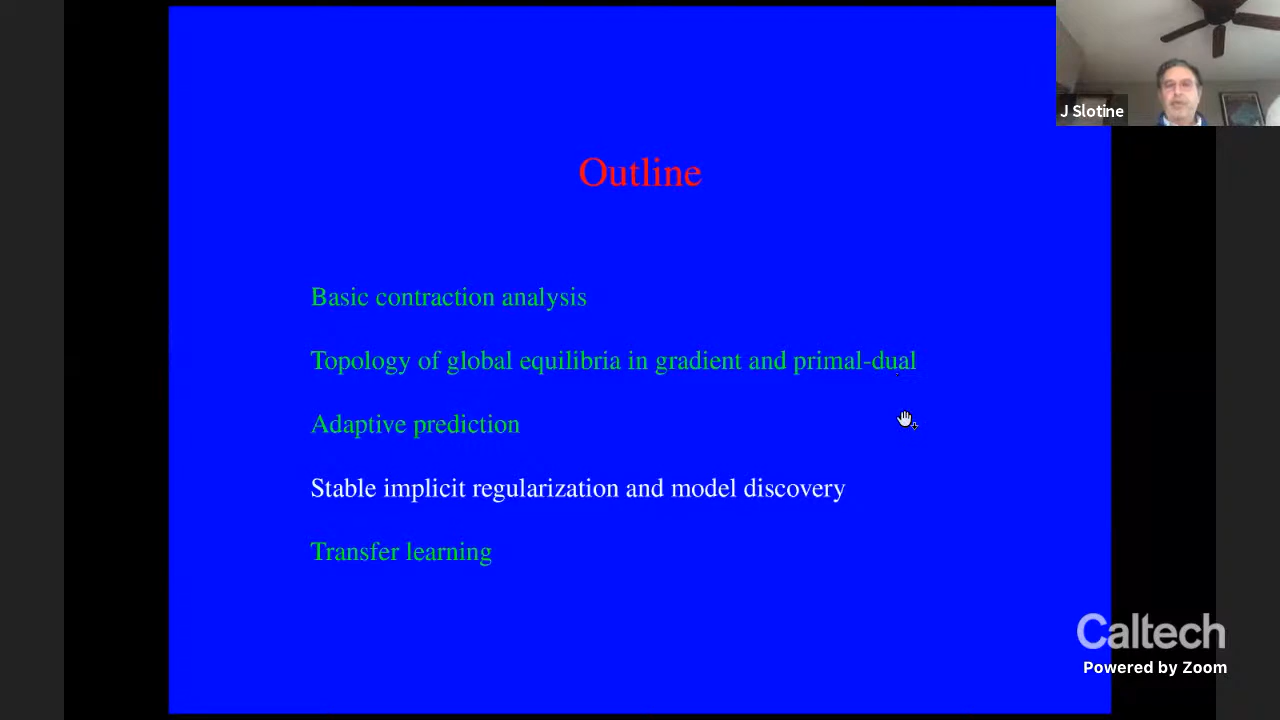 J Slotine
Outline
Basic contraction analysis
Topology of global equilibria in gradient and primal-dual
Adaptive prediction
Stable implicit regularization and model discovery
Transfer learning
Caltech
Powered by Zoom